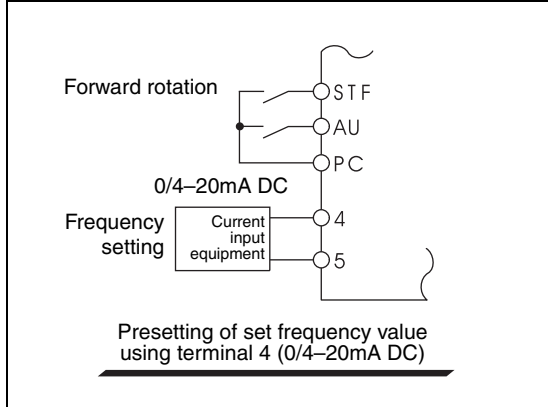 Forward rotation
STF
AU
PC
0/4–20mA DC
Frequency
setting
Current
input
equipment
4
5
Presetting of set frequency value
using terminal 4 (0/4–20mA DC)